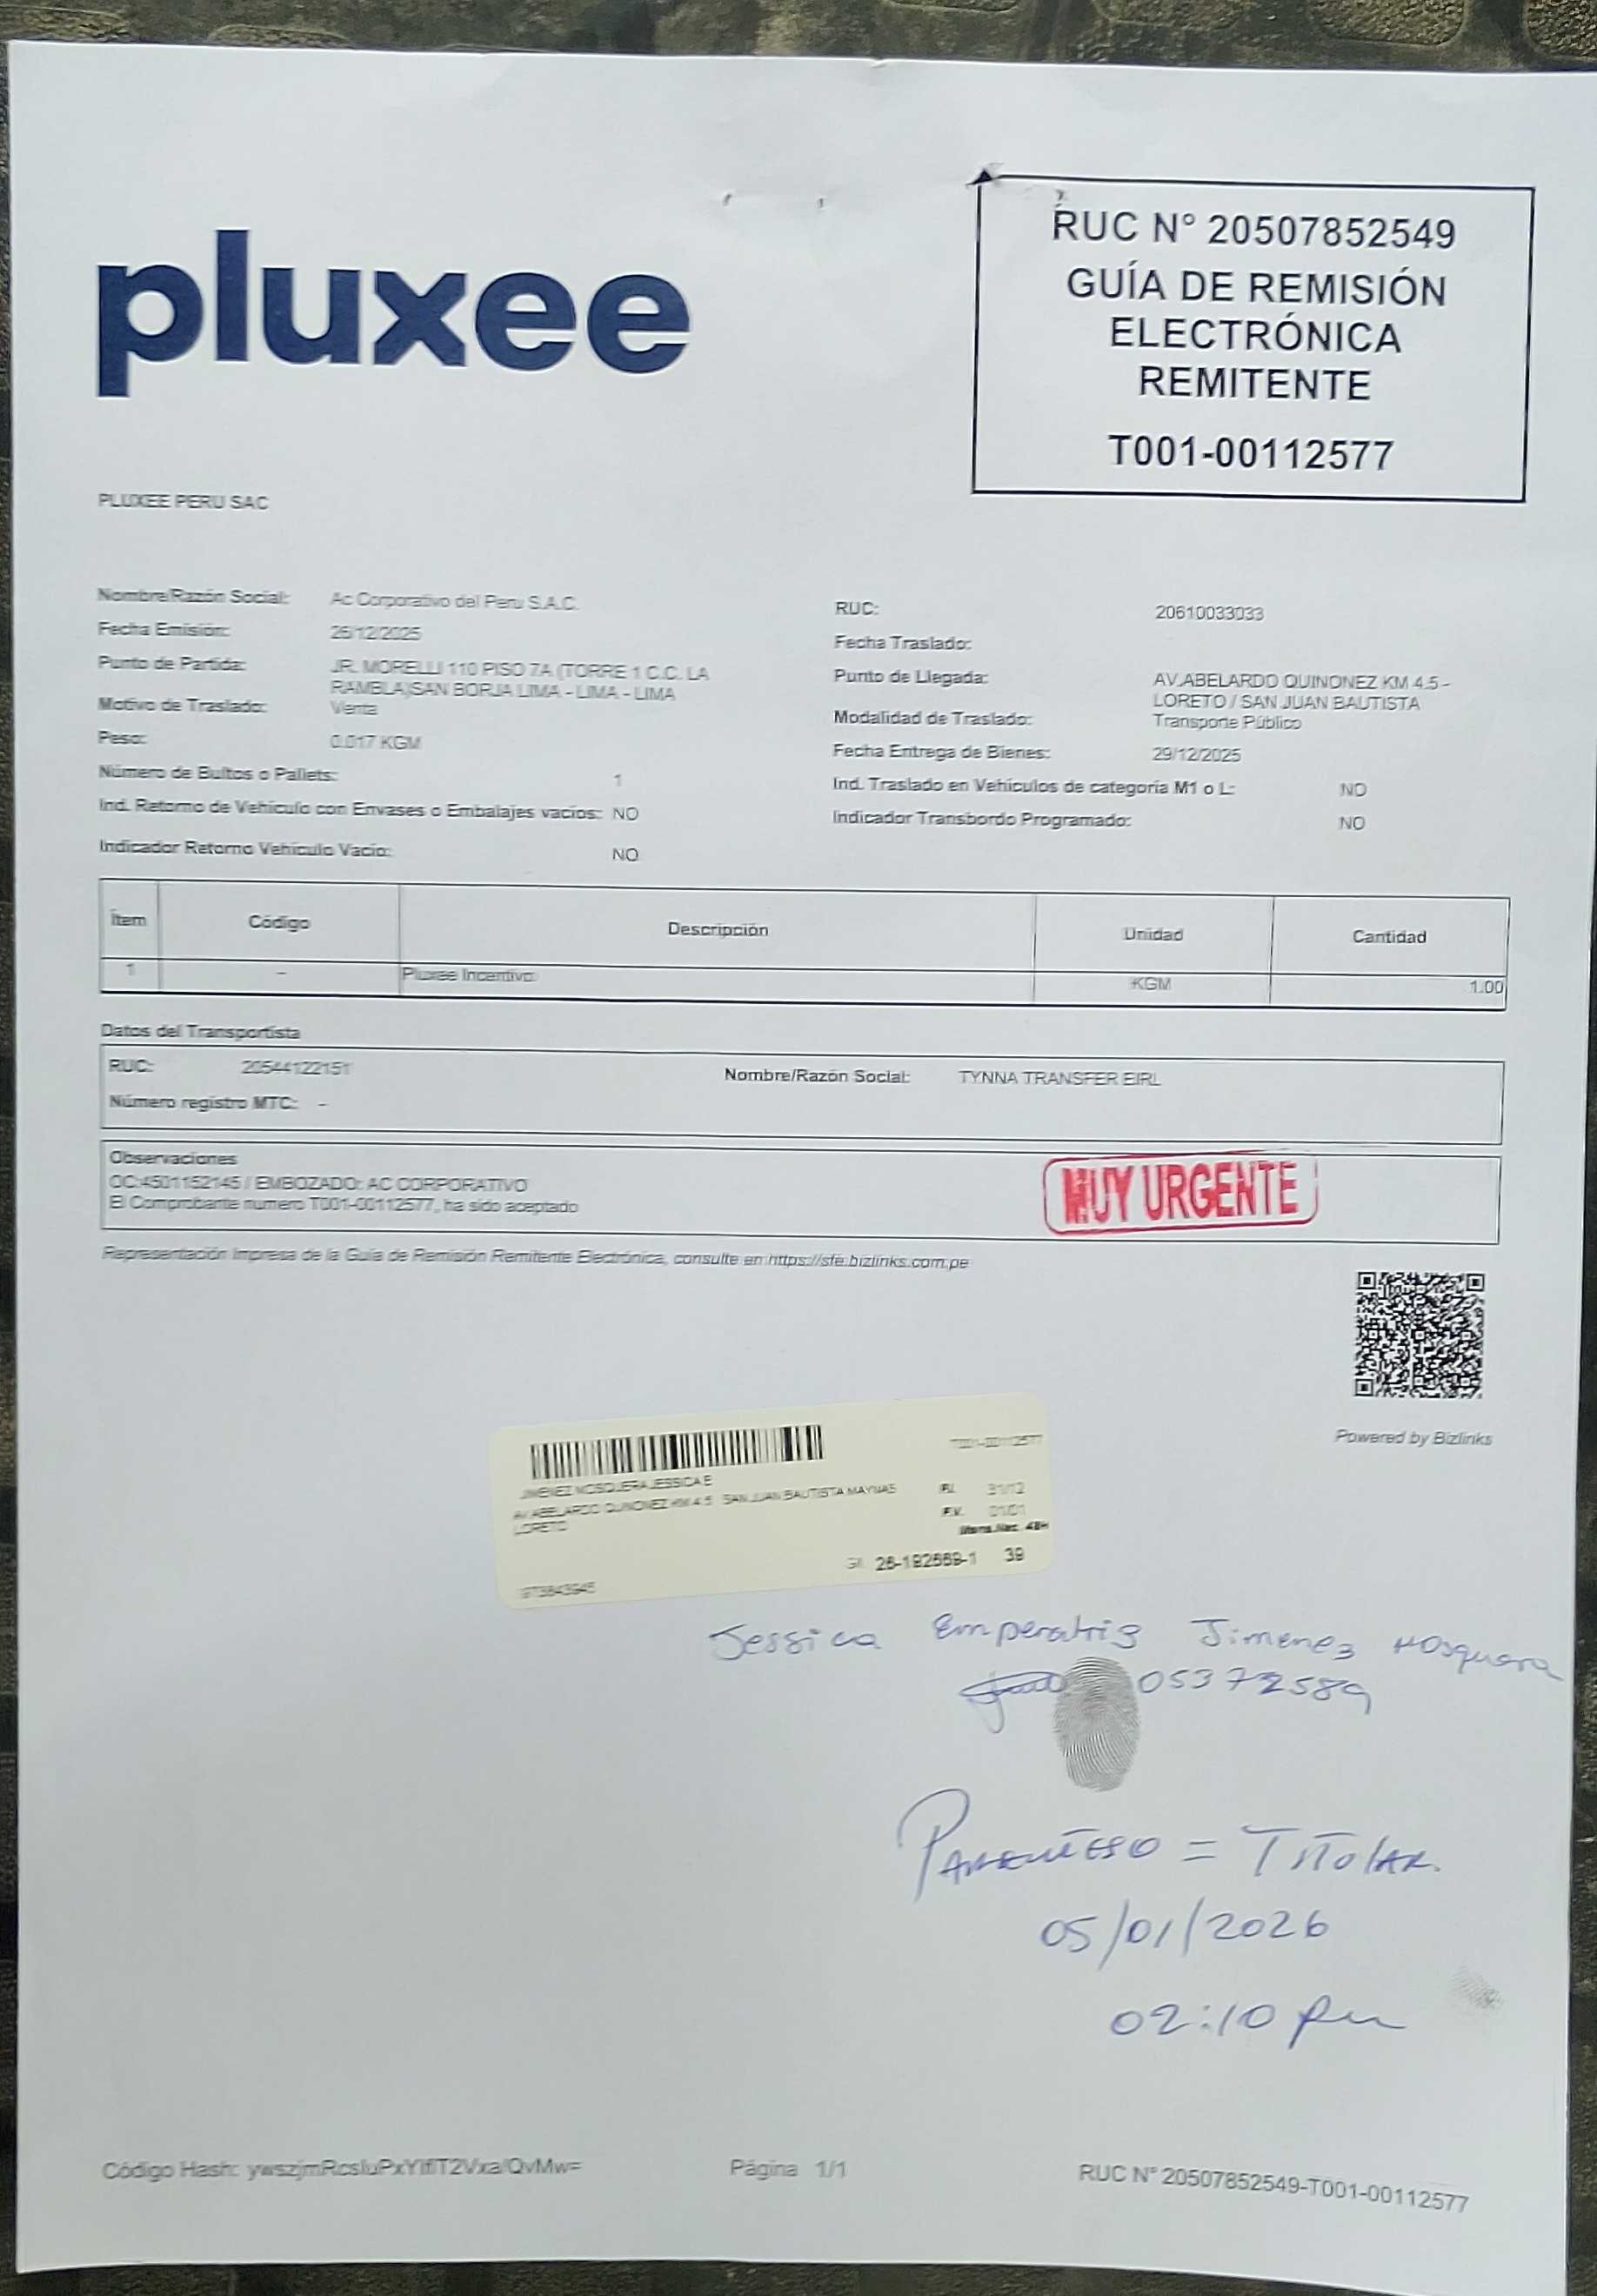 pluxee
RUC N° 20507852549
GUÍA DE REMISIÓN
ELECTRÓNICA
REMITENTE
T001-00112577
PLUXEE PERU SAC
Nombre/Razón Social: Ac Corporativo del Peru S.A.C.
Fecha Emisión: 26/12/2025
Punto de Partida: JR. MORELLI 110 PISO 7A (TORRE 1 C.C. LA
RAMBLA)SAN BORJA LIMA - LIMA - LIMA
Motivo de Traslado: Venta
Peso: 0.017 KGM
Número de Bultos o Pallets: 1
Ind. Retorno de Vehículo con Envases o Embalajes vacíos: NO
Indicador Retorno Vehículo Vacío: NO
RUC: 20610033033
Fecha Traslado:
Punto de Llegada: AV.ABELARDO QUINONEZ KM 4.5 -
LORETO / SAN JUAN BAUTISTA
Modalidad de Traslado: Transporte Público
Fecha Entrega de Bienes: 29/12/2025
Ind. Traslado en Vehículos de categoría M1 o L: NO
Indicador Transbordo Programado: NO
Ítem Código Descripción Unidad Cantidad
1 - Pluxee Incentivo KGM 1.00
Datos del Transportista
RUC: 20544122151 Nombre/Razón Social: TYNNA TRANSFER EIRL
Número registro MTC: -
Observaciones
OC:4501152145 / EMBOZADO: AC CORPORATIVO
El Comprobante numero T001-00112577, ha sido aceptado
MUY URGENTE
Representación Impresa de la Guía de Remisión Remitente Electrónica, consulte en https://sfe.bizlinks.com.pe
Powered by Bizlinks
T001-00112577
JIMENEZ MOSQUERA JESSICA E
AV.ABELARDO QUINONEZ KM 4.5 SAN JUAN BAUTISTA MAYNAS
LORETO
31/12
F.V. 01/01
48H
26-192669-1 39
973643945
Jessica Emperatriz Jimenez Mosquera
05372589
Parentesco = Titolar.
05/01/2026
02:10 pm
Código Hash: Página 1/1 RUC N° 20507852549-T001-00112577